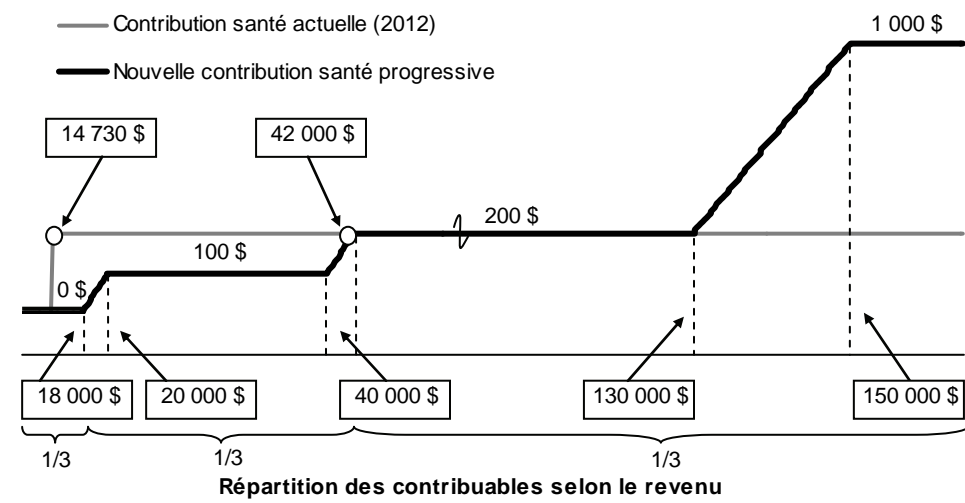 Contribution santé actuelle (2012)
1 000 $
Nouvelle contribution santé progressive
14 730 $
42 000 $
200 $
100 $
0 $
18 000 $
20 000 $
40 000 $
130 000 $
150 000 $
1/3
1/3
1/3
Répartition des contribuables selon le revenu